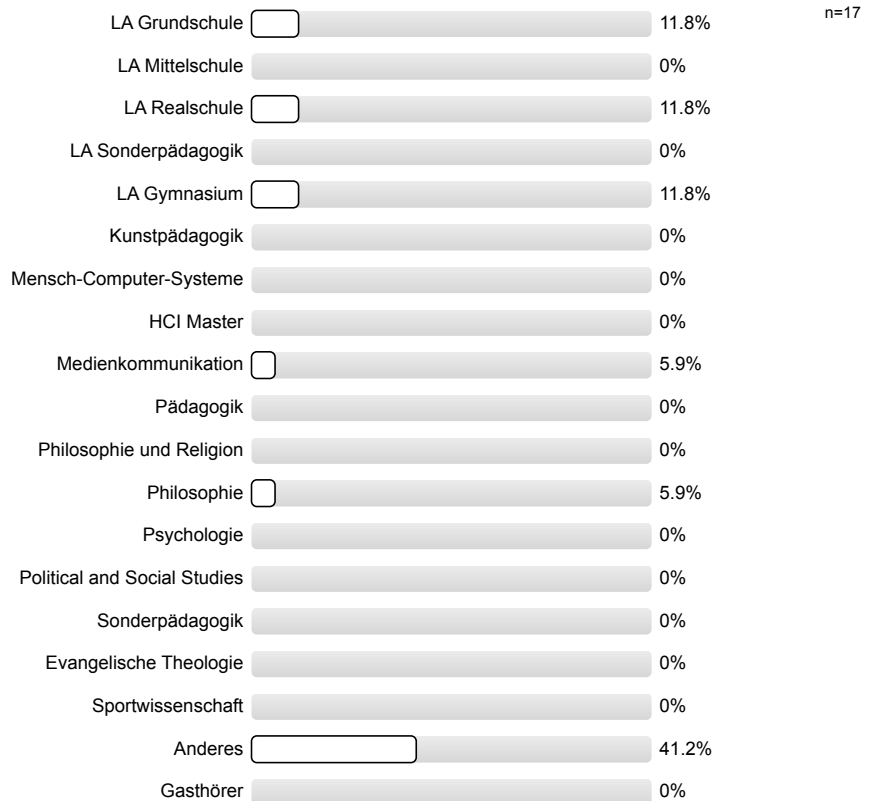 LA Grundschule 11.8% n=17
LA Mittelschule 0%
LA Realschule 11.8%
LA Sonderpädagogik 0%
LA Gymnasium 11.8%
Kunstpädagogik 0%
Mensch-Computer-Systeme 0%
HCI Master 0%
Medienkommunikation 5.9%
Pädagogik 0%
Philosophie und Religion 0%
Philosophie 5.9%
Psychologie 0%
Political and Social Studies 0%
Sonderpädagogik 0%
Evangelische Theologie 0%
Sportwissenschaft 0%
Anderes 41.2%
Gasthörer 0%